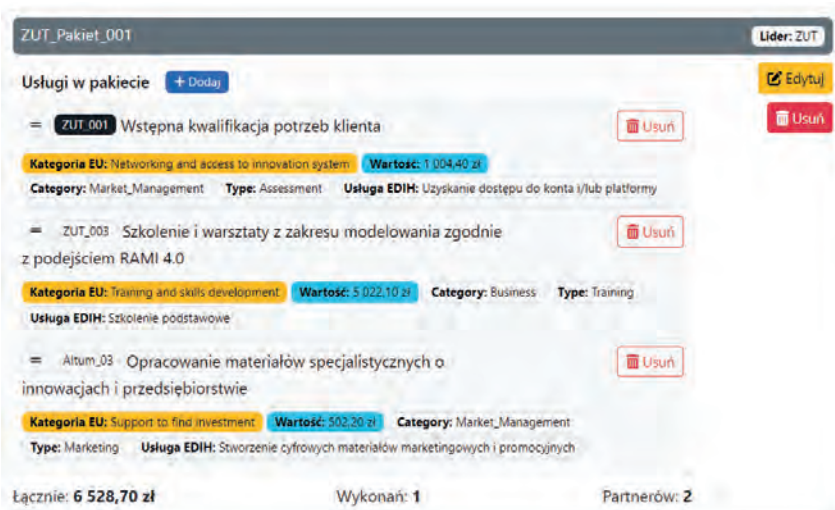 ZUT_Pakiet_001 Lider: ZUT
Usługi w pakiecie + Dodaj Edytuj
ZUT_001 Wstępna kwalifikacja potrzeb klienta Usuń Usuń
Kategoria EU: Networking and access to innovation system Wartość: 1 004,40 zł
Category: Market_Management Type: Assessment Usługa EDIH: Uzyskanie dostępu do konta i/lub platformy
ZUT_003 Szkolenie i warsztaty z zakresu modelowania zgodnie Usuń
z podejściem RAMI 4.0
Kategoria EU: Training and skills development Wartość: 5 022,10 zł Category: Business Type: Training
Usługa EDIH: Szkolenie podstawowe
Altum_03 Opracowanie materiałów specjalistycznych o Usuń
innowacjach i przedsiębiorstwie
Kategoria EU: Support to find investment Wartość: 502,20 zł Category: Market_Management
Type: Marketing Usługa EDIH: Stworzenie cyfrowych materiałów marketingowych i promocyjnych
Łącznie: 6 528,70 zł Wykonań: 1 Partnerów: 2